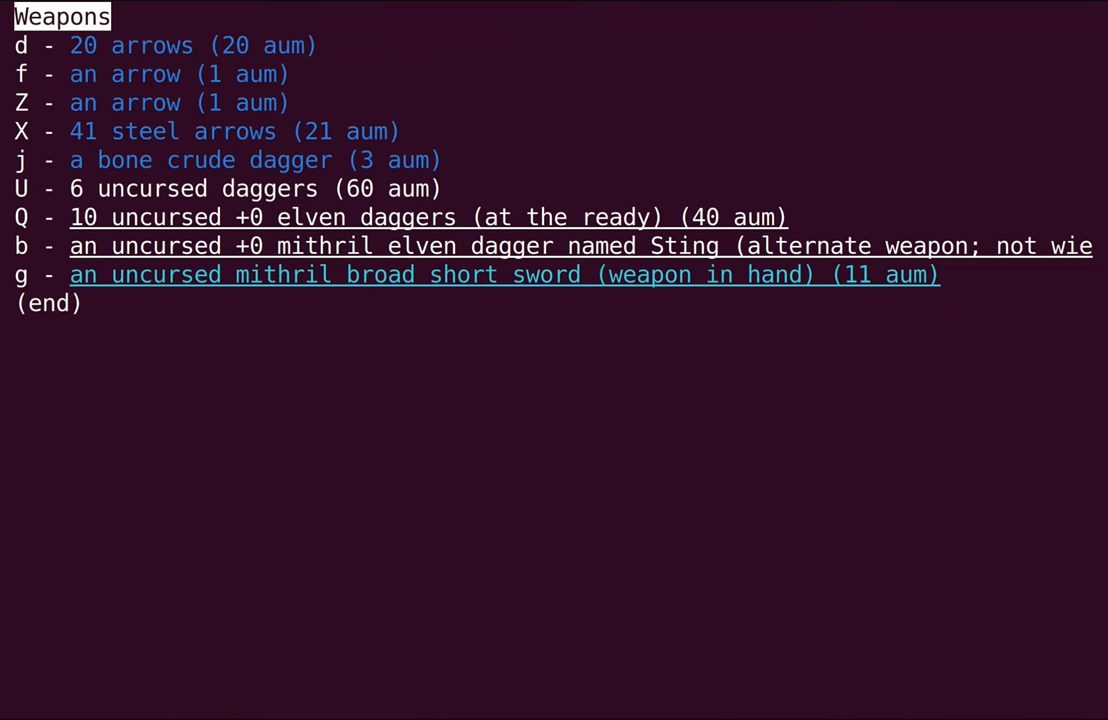 Weapons
d - 20 arrows (20 aum)
f - an arrow (1 aum)
Z - an arrow (1 aum)
X - 41 steel arrows (21 aum)
j - a bone crude dagger (3 aum)
U - 6 uncursed daggers (60 aum)
Q - 10 uncursed +0 elven daggers (at the ready) (40 aum)
b - an uncursed +0 mithril elven dagger named Sting (alternate weapon; not wie
g - an uncursed mithril broad short sword (weapon in hand) (11 aum)
(end)